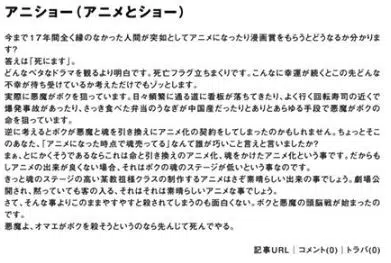 アニショー（アニメとショー）
今まで１７年間全く縁のなかった人間が突如としてアニメになったり漫画賞をもらうとどうなるか分かりま
す？
答えは「死にます」。
どんなベタなドラマを観るより明白です。死亡フラグ立ちまくりです。こんなに幸運が続くとこの先どんな
不幸が待ち受けているか考えただけでもゾっとします。
実際に悪魔がボクを狙っています。日々頻繁に通る道に看板が落ちてきたり、よく行く回転寿司の近くで
爆発事故があったり、さっき食べた弁当のうなぎが中国産だったりとありとあらゆる手段で悪魔がボクの
命を狙っています。
逆に考えるとボクが悪魔と魂を引き換えにアニメ化の契約をしてしまったのかもしれません。ちょっとそこ
のあなた、「アニメになった時点で魂売ってる」なんて誰が巧いこと言えと言いましたか？
まぁ、とにかくそうであるならこれは命と引き換えのアニメ化、魂をかけたアニメ化という事です。だからも
しアニメの出来が良くない場合、それはボクの魂のステージが低いという事なのです。
きっと魂のステージの高い某教祖様クラスの制作するアニメはさぞ素晴らしい出来の事でしょう。劇場公
開され、黙っていても客の入る、それはそれは素晴らしいアニメな事でしょう。
さて、そんな事よりこのままやすやすと殺されてしまうのも面白くない。ボクと悪魔の頭脳戦が始まったの
です。
悪魔よ、オマエがボクを殺そうというのなら先んじて死んでやる。
記事URL｜コメント(0)｜トラバ(0)